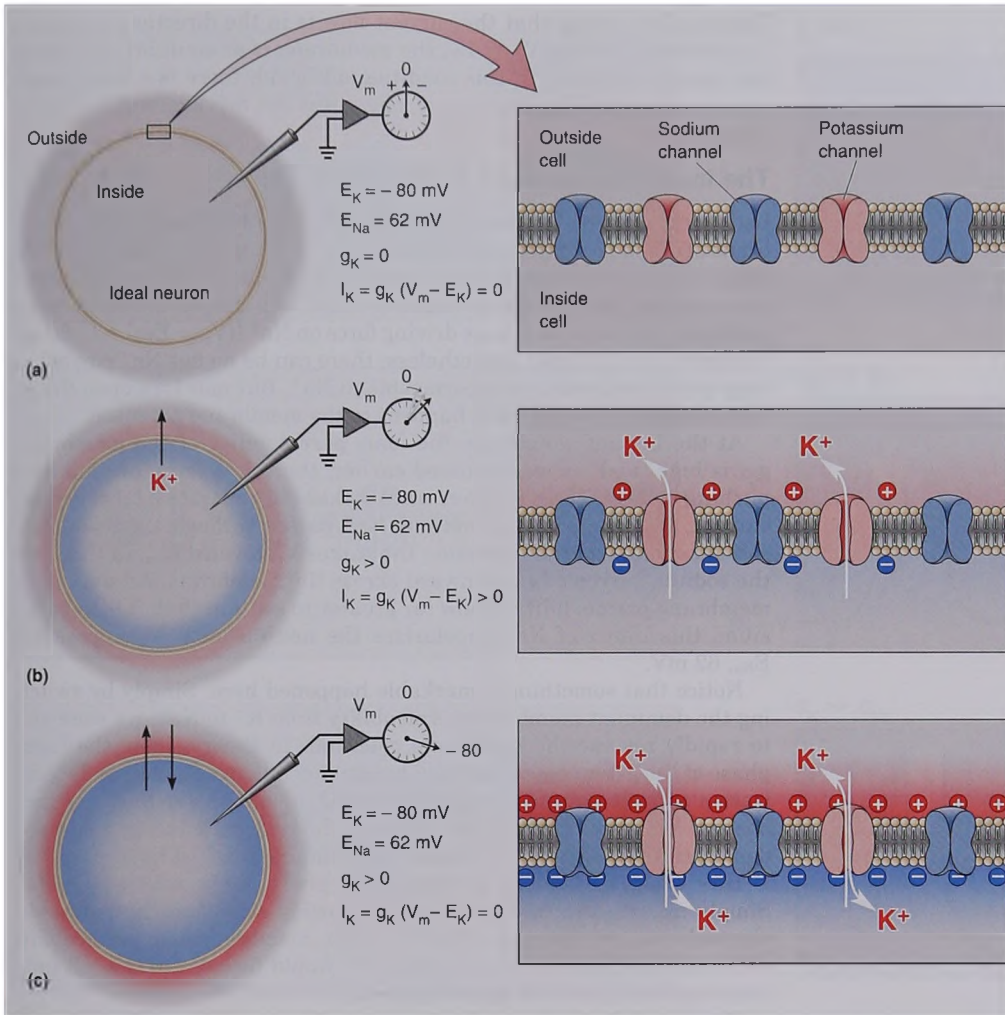 0
V m + −
Outside
Inside
Ideal neuron
E K = − 80 mV
E Na = 62 mV
g K = 0
I K = g K (V m − E K) = 0
Outside
cell
Sodium
channel
Potassium
channel
Inside
cell
(a)
0
V m
K+
E K = − 80 mV
E Na = 62 mV
g K > 0
I K = g K (V m − E K) > 0
K+ K+
+ + + +
− − − −
(b)
0
V m
− 80
E K = − 80 mV
E Na = 62 mV
g K > 0
I K = g K (V m − E K) = 0
K+ K+
+ + + + + + + + + + +
− − − − − − − − − − −
K+ K+
(c)